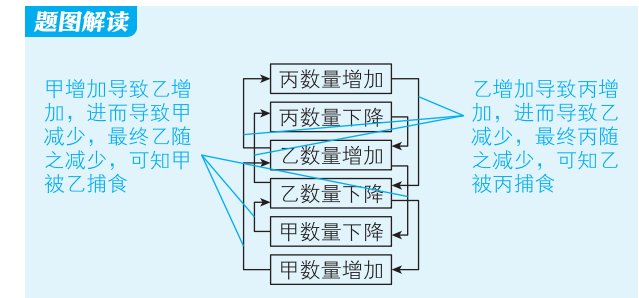 题图解读
甲增加导致乙增
加，进而导致甲
减少，最终乙随
之减少，可知甲
被乙捕食
丙数量增加
丙数量下降
乙数量增加
乙数量下降
甲数量下降
甲数量增加
乙增加导致丙增
加，进而导致乙
减少，最终丙随
之减少，可知乙
被丙捕食